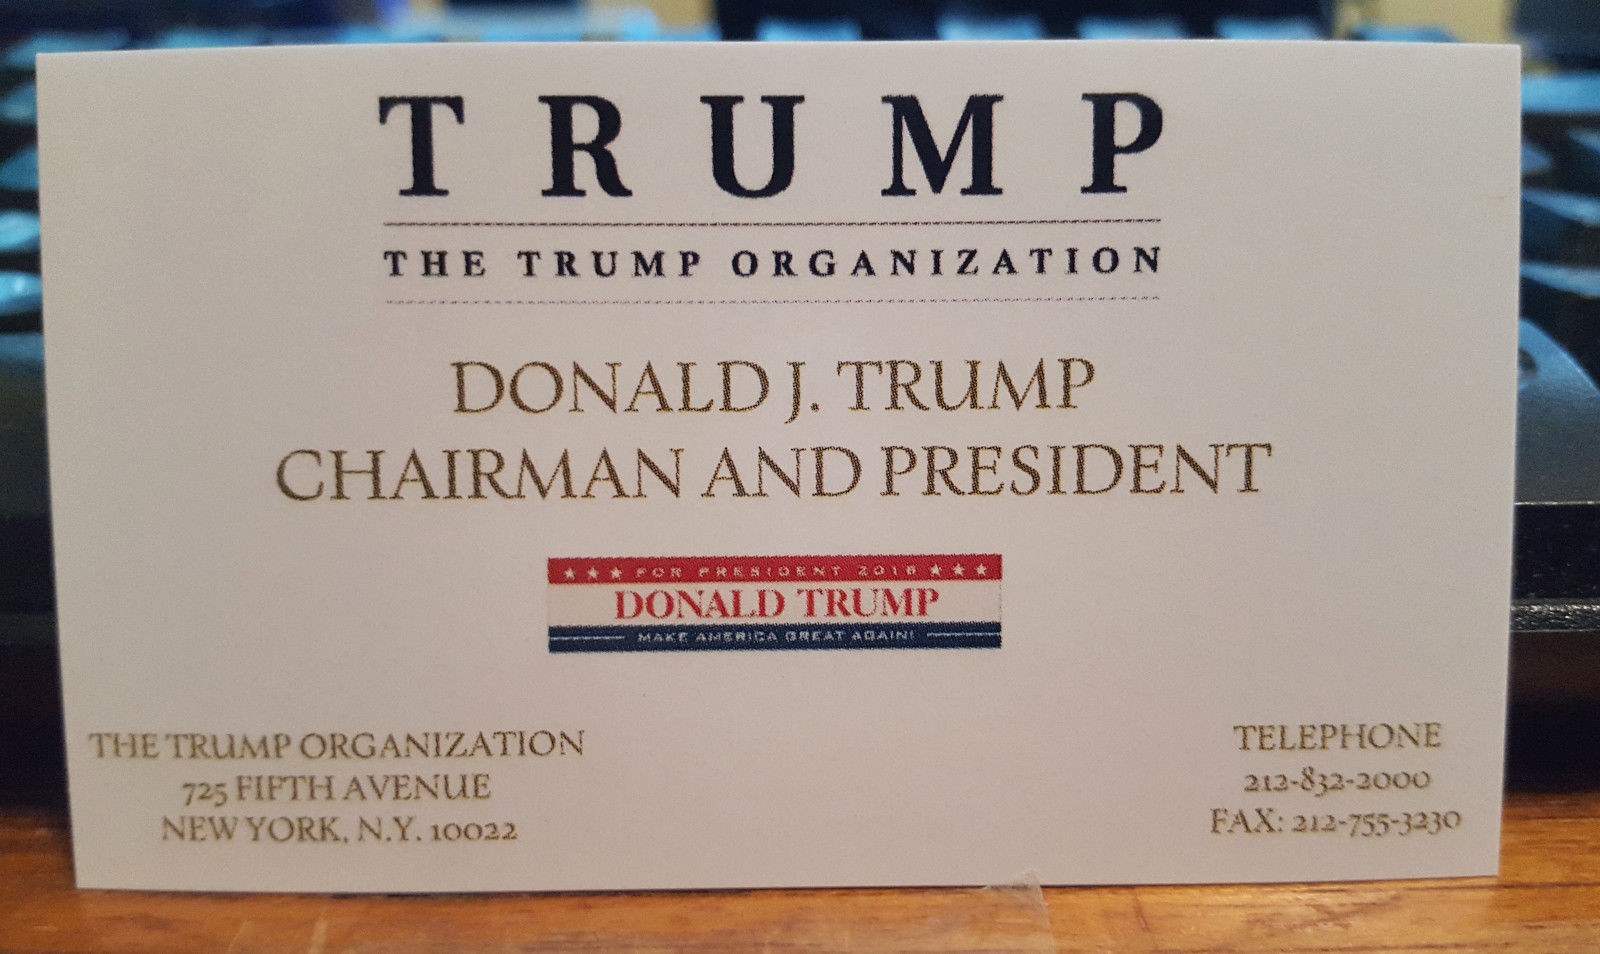 TRUMP
THE TRUMP ORGANIZATION
DONALD J. TRUMP
CHAIRMAN AND PRESIDENT
★ ★ ★ FOR PRESIDENT 2016 ★ ★ ★
DONALD TRUMP
MAKE AMERICA GREAT AGAIN!
THE TRUMP ORGANIZATION
725 FIFTH AVENUE
NEW YORK, N.Y. 10022
TELEPHONE
212-832-2000
FAX: 212-755-3230